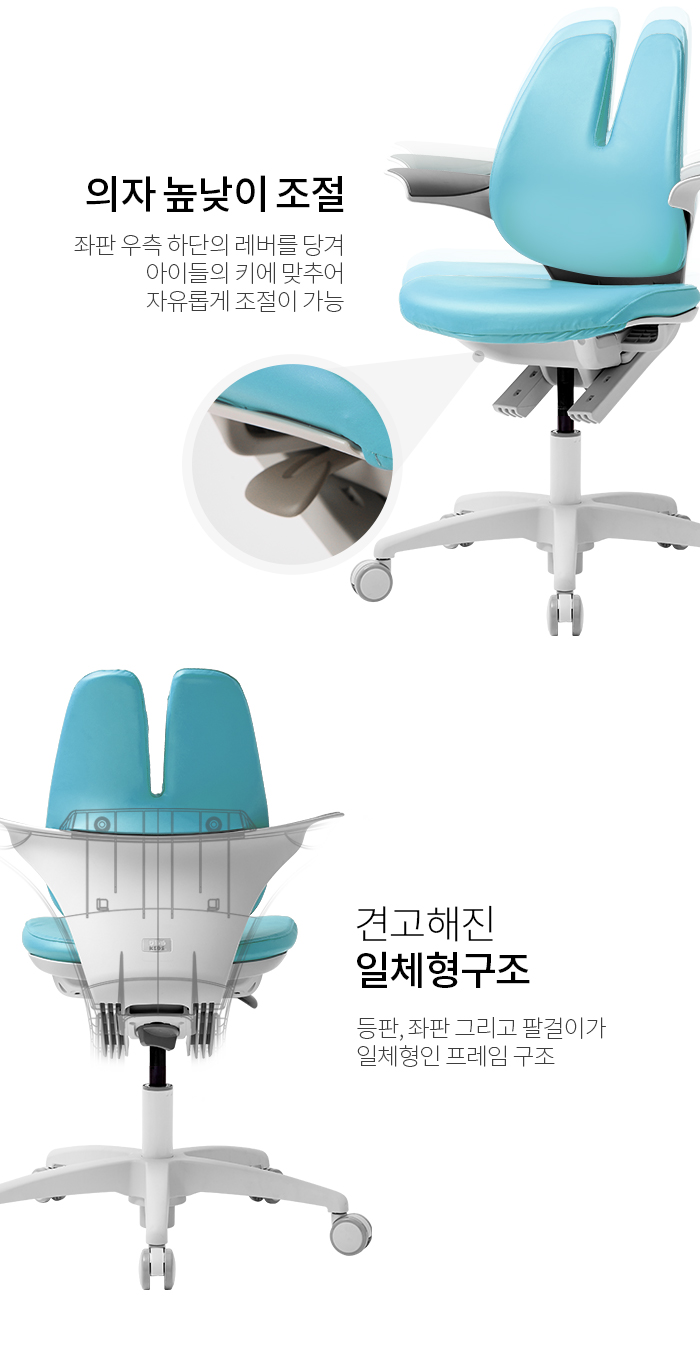 의자 높낮이 조절
좌판 우측 하단의 레버를 당겨
아이들의 키에 맞추어
자유롭게 조절이 가능
견고해진
일체형구조
등판, 좌판 그리고 팔걸이가
일체형인 프레임 구조